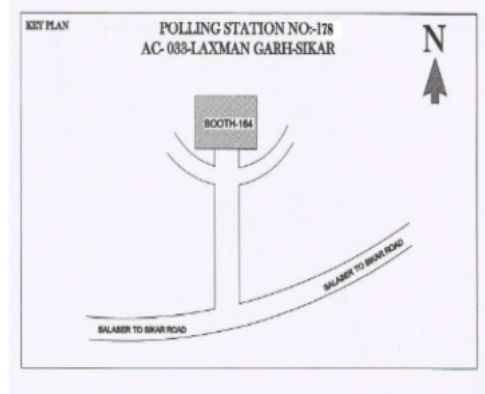 KEY PLAN
POLLING STATION NO:-178
AC- 033-LAXMAN GARH-SIKAR
N
BOOTH-164
SALASER TO SIKAR ROAD
SALASER TO SIKAR ROAD